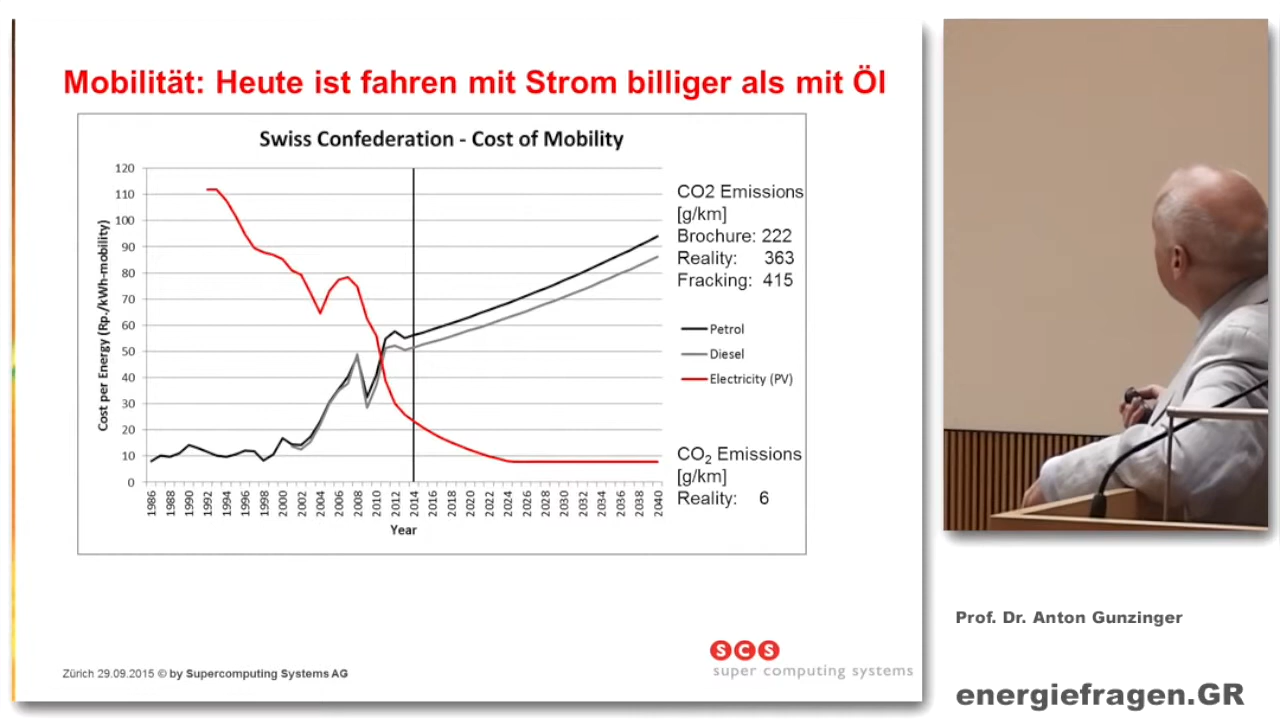 Mobilität: Heute ist fahren mit Strom billiger als mit Öl
Swiss Confederation - Cost of Mobility
Cost per Energy (Rp./kWh-mobility)
120
110
100
90
80
70
60
50
40
30
20
10
0
1986 1988 1990 1992 1994 1996 1998 2000 2002 2004 2006 2008 2010 2012 2014 2016 2018 2020 2022 2024 2026 2028 2030 2032 2034 2036 2038 2040
Year
CO2 Emissions
[g/km]
Brochure: 222
Reality: 363
Fracking: 415
Petrol
Diesel
Electricity (PV)
CO₂ Emissions
[g/km]
Reality: 6
Zürich 29.09.2015 © by Supercomputing Systems AG
SCS
super computing systems
Prof. Dr. Anton Gunzinger
energiefragen.GR